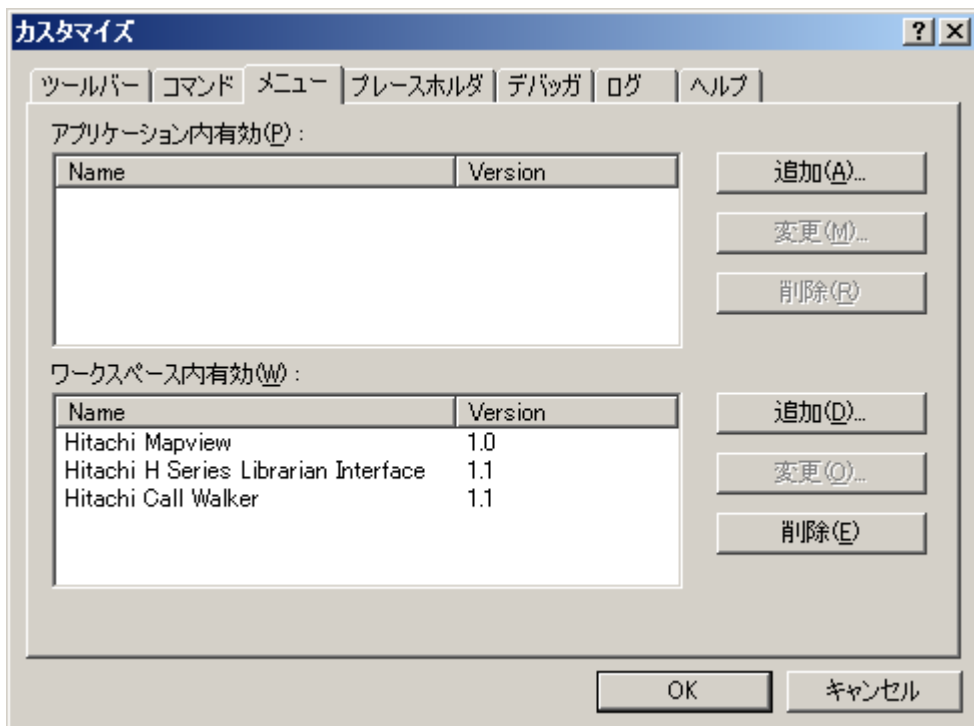 カスタマイズ
ツールバー コマンド メニュー プレースホルダ デバッガ ログ ヘルプ
アプリケーション内有効(P) :
Name Version
追加(A)...
変更(M)...
削除(R)
ワークスペース内有効(W) :
Name Version
Hitachi Mapview 1.0
Hitachi H Series Librarian Interface 1.1
Hitachi Call Walker 1.1
追加(D)...
変更(O)...
削除(E)
OK キャンセル